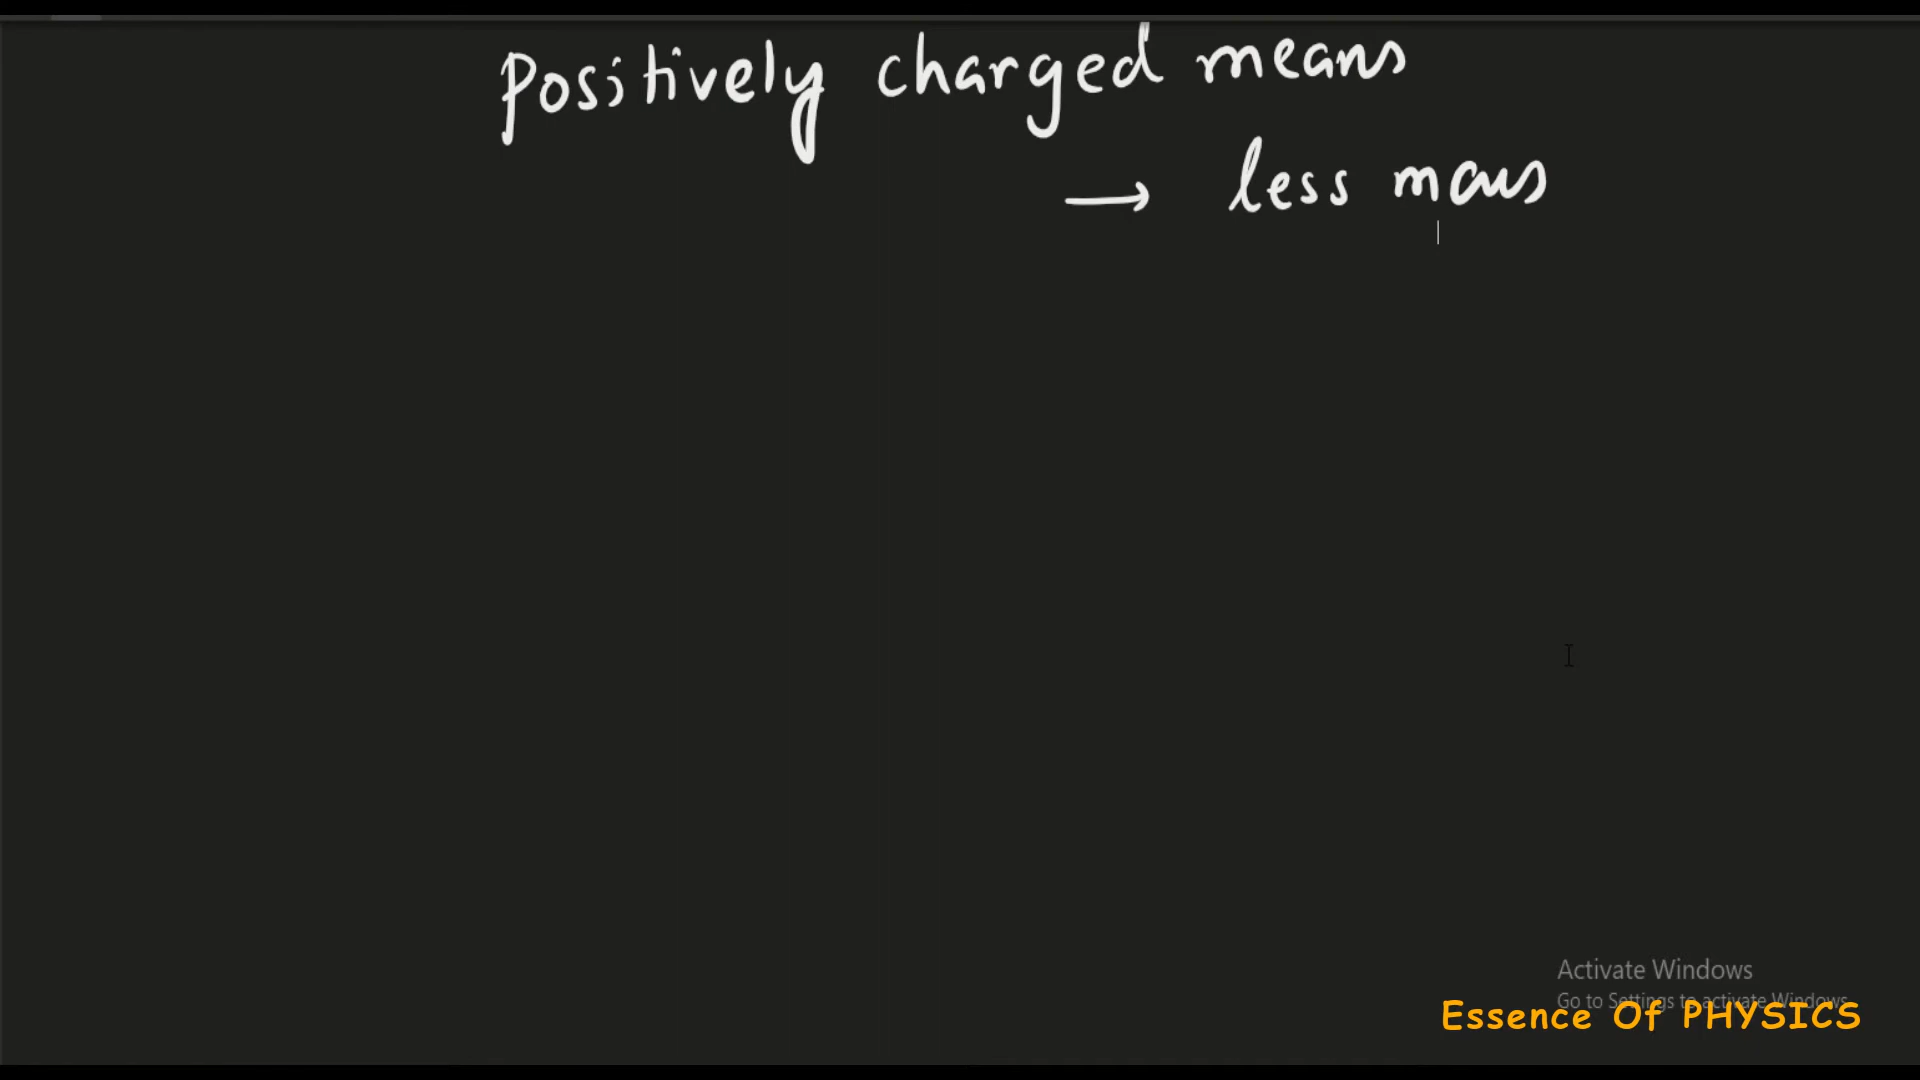 Positively charged means
→ less mass
Activate Windows
Go to Settings to activate Windows.
Essence Of PHYSICS